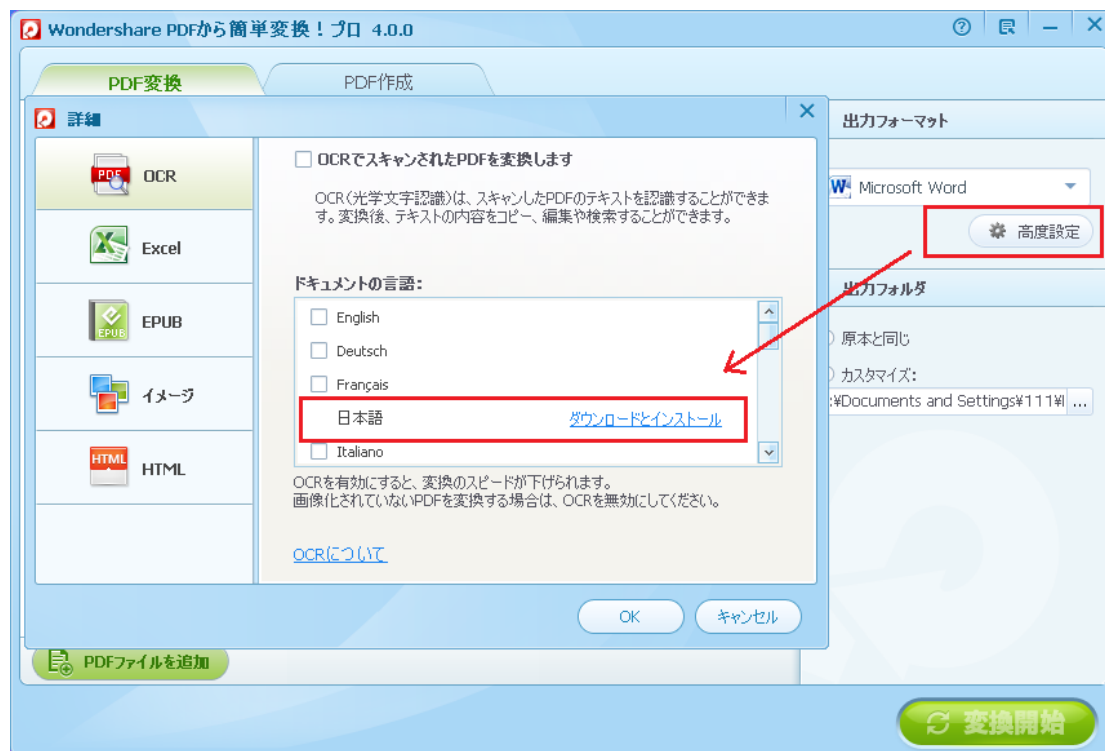 Wondershare PDFから簡単変換！プロ 4.0.0
PDF変換
PDF作成
詳細
OCR
Excel
EPUB
イメージ
HTML
OCRでスキャンされたPDFを変換します
OCR(光学文字認識)は、スキャンしたPDFのテキストを認識することができま
す。変換後、テキストの内容をコピー、編集や検索することができます。
ドキュメントの言語：
English
Deutsch
Français
日本語 ダウンロードとインストール
Italiano
OCRを有効にすると、変換のスピードが下げられます。
画像化されていないPDFを変換する場合は、OCRを無効にしてください。
OCRについて
OK
キャンセル
出力フォーマット
Microsoft Word
高度設定
出力フォルダ
原本と同じ
カスタマイズ：
:¥Documents and Settings¥111¥ ...
PDFファイルを追加
変換開始